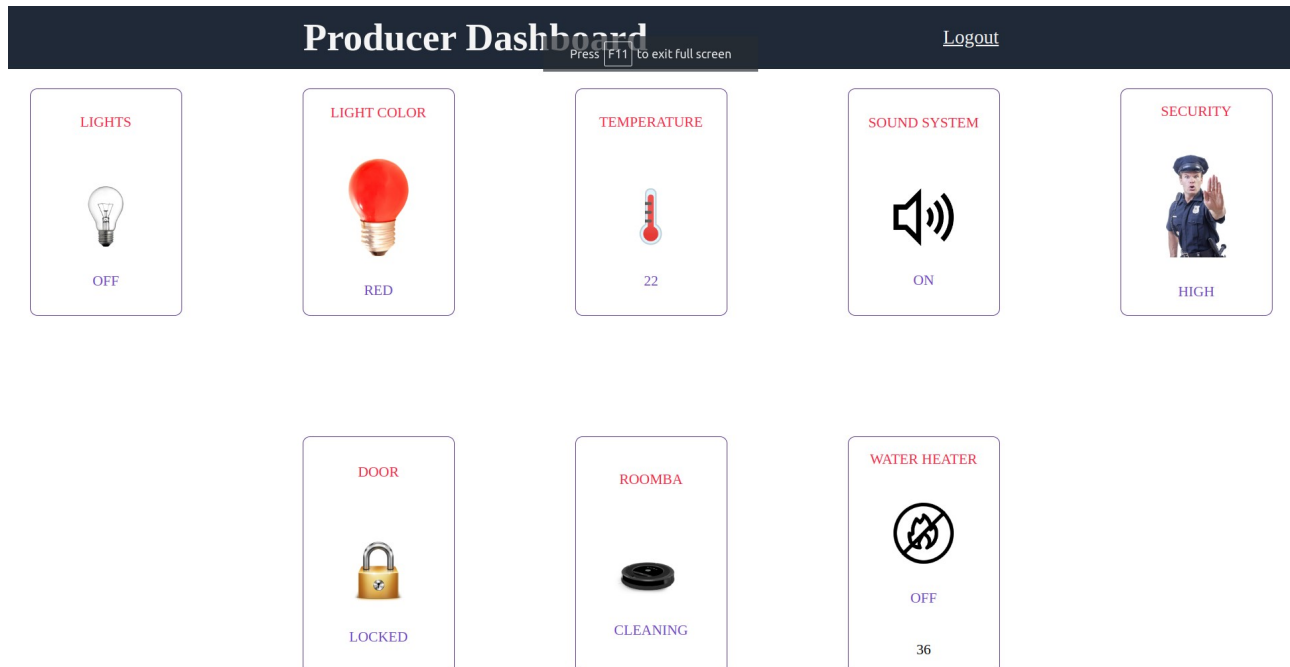 Producer Dashboard
Logout
Press F11 to exit full screen
LIGHTS
OFF
LIGHT COLOR
RED
TEMPERATURE
22
SOUND SYSTEM
ON
SECURITY
HIGH
DOOR
LOCKED
ROOMBA
CLEANING
WATER HEATER
OFF
36